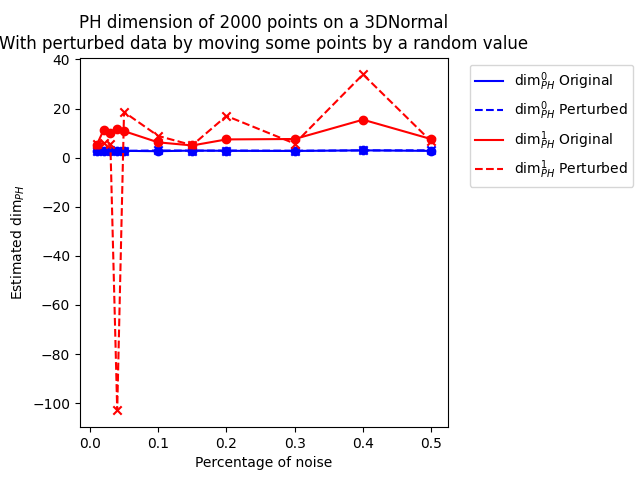 PH dimension of 2000 points on a 3DNormal
With perturbed data by moving some points by a random value
40
20
0
−20
−40
−60
−80
−100
0.0 0.1 0.2 0.3 0.4 0.5
Estimated dim_{PH}
Percentage of noise
dim^0_{PH} Original
dim^0_{PH} Perturbed
dim^1_{PH} Original
dim^1_{PH} Perturbed